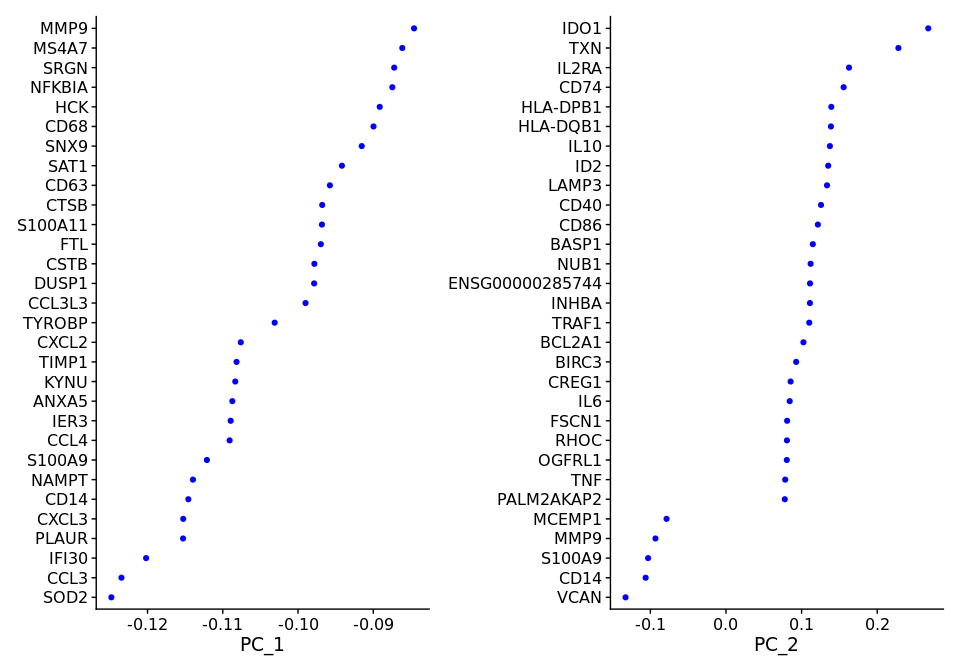 MMP9
MS4A7
SRGN
NFKBIA
HCK
CD68
SNX9
SAT1
CD63
CTSB
S100A11
FTL
CSTB
DUSP1
CCL3L3
TYROBP
CXCL2
TIMP1
KYNU
ANXA5
IER3
CCL4
S100A9
NAMPT
CD14
CXCL3
PLAUR
IFI30
CCL3
SOD2
-0.12 -0.11 -0.10 -0.09
PC_1
IDO1
TXN
IL2RA
CD74
HLA-DPB1
HLA-DQB1
IL10
ID2
LAMP3
CD40
CD86
BASP1
NUB1
ENSG00000285744
INHBA
TRAF1
BCL2A1
BIRC3
CREG1
IL6
FSCN1
RHOC
OGFRL1
TNF
PALM2AKAP2
MCEMP1
MMP9
S100A9
CD14
VCAN
-0.1 0.0 0.1 0.2
PC_2